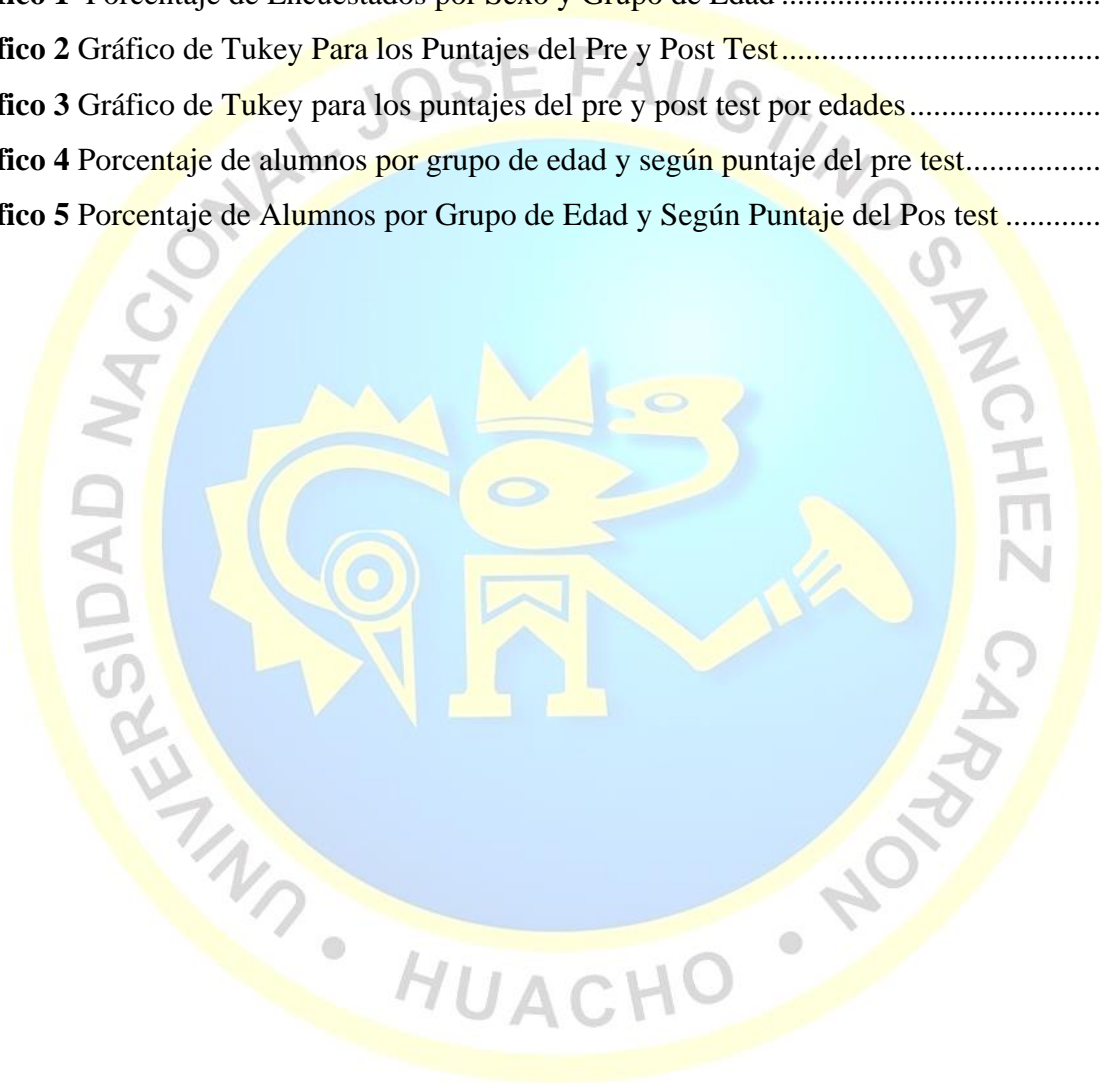 fico 1 Porcentaje de Encuestados por Sexo y Grupo de Edad ....................................
fico 2 Gráfico de Tukey Para los Puntajes del Pre y Post Test....................................
fico 3 Gráfico de Tukey para los puntajes del pre y post test por edades.....................
fico 4 Porcentaje de alumnos por grupo de edad y según puntaje del pre test...............
fico 5 Porcentaje de Alumnos por Grupo de Edad y Según Puntaje del Pos test ............
UNIVERSIDAD NACIONAL JOSE FAUSTINO SANCHEZ CARRION
• HUACHO •